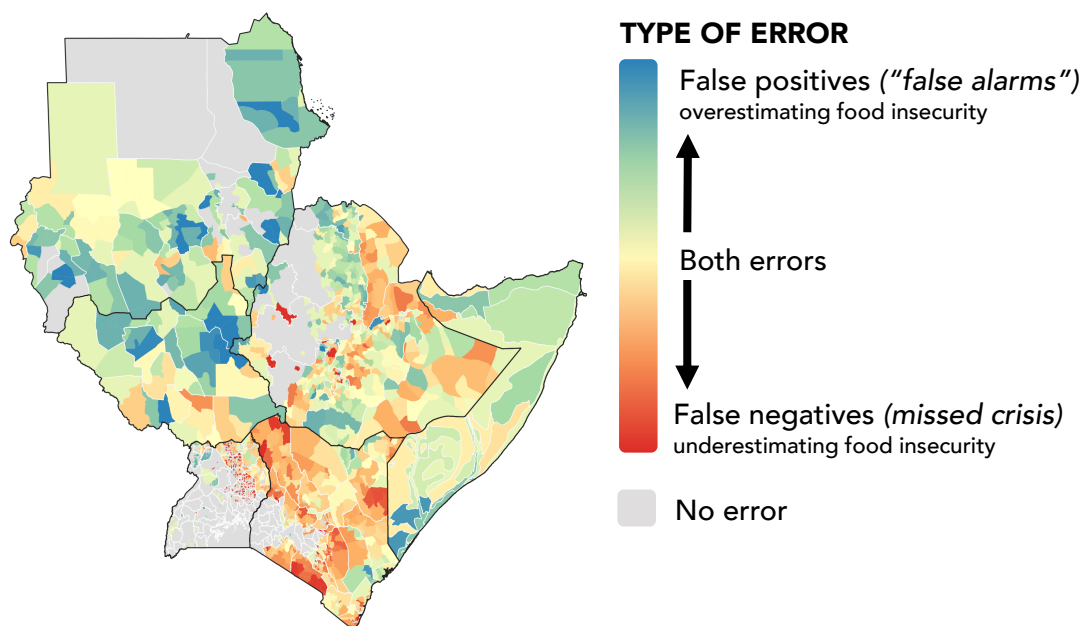 TYPE OF ERROR
False positives (“false alarms”)
overestimating food insecurity
Both errors
False negatives (missed crisis)
underestimating food insecurity
No error